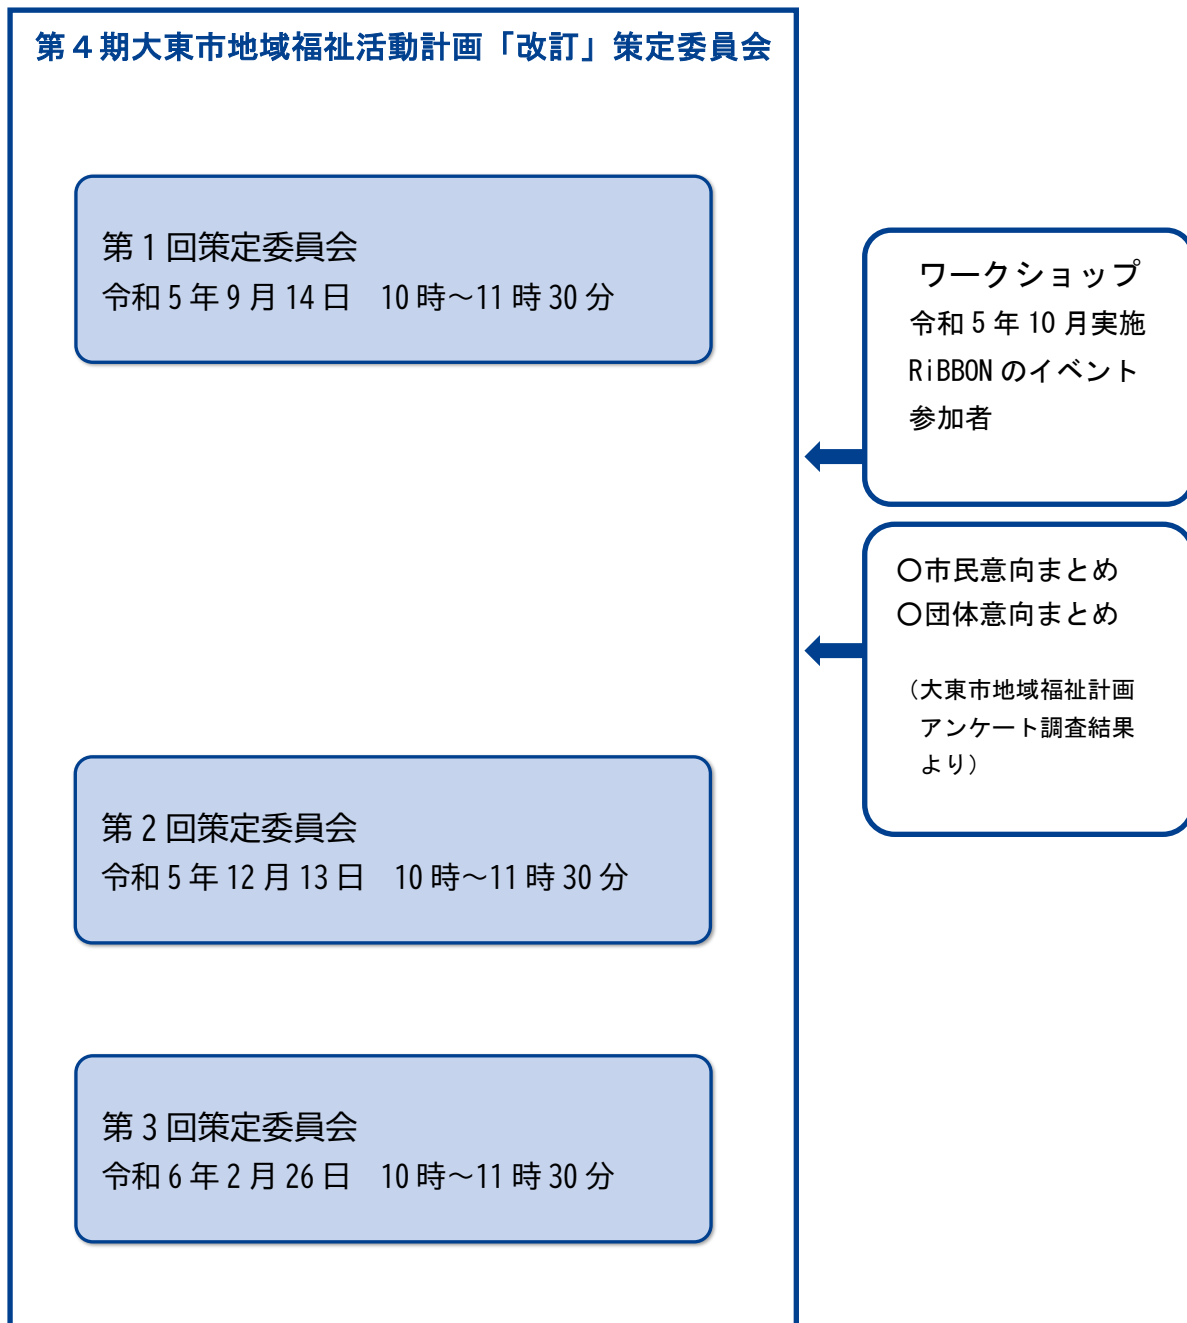 第４期大東市地域福祉活動計画「改訂」策定委員会
第1回策定委員会
令和5年9月14日　10時～11時30分
ワークショップ
令和5年10月実施
RiBBONのイベント
参加者
〇市民意向まとめ
〇団体意向まとめ
（大東市地域福祉計画
アンケート調査結果
より）
第2回策定委員会
令和5年12月13日　10時～11時30分
第3回策定委員会
令和6年2月26日　10時～11時30分